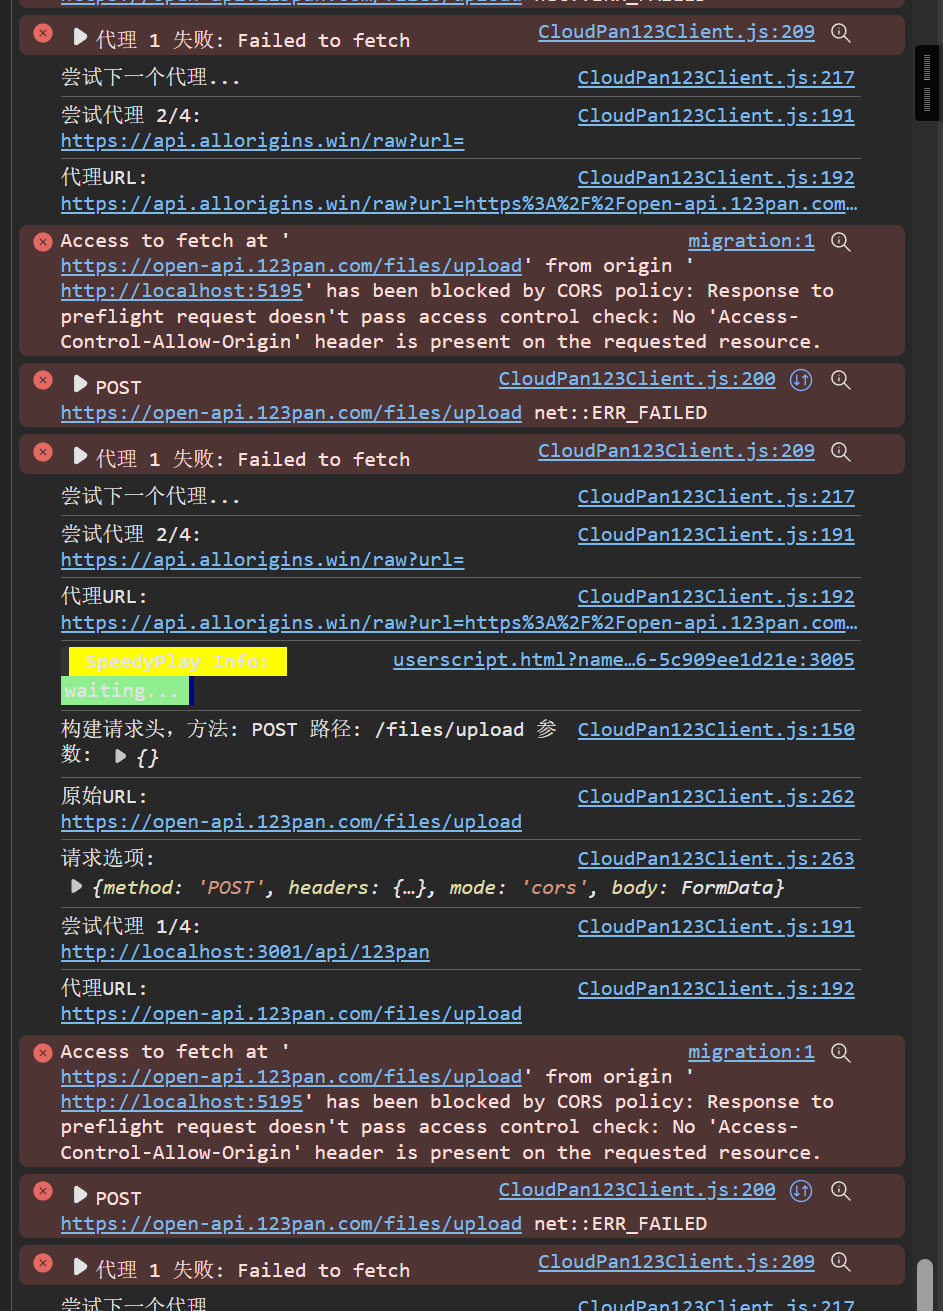 代理 1 失败: Failed to fetch CloudPan123Client.js:209
尝试下一个代理... CloudPan123Client.js:217
尝试代理 2/4: CloudPan123Client.js:191
https://api.allorigins.win/raw?url=
代理URL: CloudPan123Client.js:192
https://api.allorigins.win/raw?url=https%3A%2F%2Fopen-api.123pan.com…
Access to fetch at ' migration:1
https://open-api.123pan.com/files/upload' from origin '
http://localhost:5195' has been blocked by CORS policy: Response to
preflight request doesn't pass access control check: No 'Access-
Control-Allow-Origin' header is present on the requested resource.
POST CloudPan123Client.js:200
https://open-api.123pan.com/files/upload net::ERR_FAILED
代理 1 失败: Failed to fetch CloudPan123Client.js:209
尝试下一个代理... CloudPan123Client.js:217
尝试代理 2/4: CloudPan123Client.js:191
https://api.allorigins.win/raw?url=
代理URL: CloudPan123Client.js:192
https://api.allorigins.win/raw?url=https%3A%2F%2Fopen-api.123pan.com…
SpeedyPlay Info: userscript.html?name…6-5c909ee1d21e:3005
waiting...
构建请求头，方法: POST 路径: /files/upload 参 CloudPan123Client.js:150
数: {}
原始URL: CloudPan123Client.js:262
https://open-api.123pan.com/files/upload
请求选项: CloudPan123Client.js:263
{method: 'POST', headers: {…}, mode: 'cors', body: FormData}
尝试代理 1/4: CloudPan123Client.js:191
http://localhost:3001/api/123pan
代理URL: CloudPan123Client.js:192
https://open-api.123pan.com/files/upload
Access to fetch at ' migration:1
https://open-api.123pan.com/files/upload' from origin '
http://localhost:5195' has been blocked by CORS policy: Response to
preflight request doesn't pass access control check: No 'Access-
Control-Allow-Origin' header is present on the requested resource.
POST CloudPan123Client.js:200
https://open-api.123pan.com/files/upload net::ERR_FAILED
代理 1 失败: Failed to fetch CloudPan123Client.js:209
尝试下一个代理 CloudPan123Client.js:217